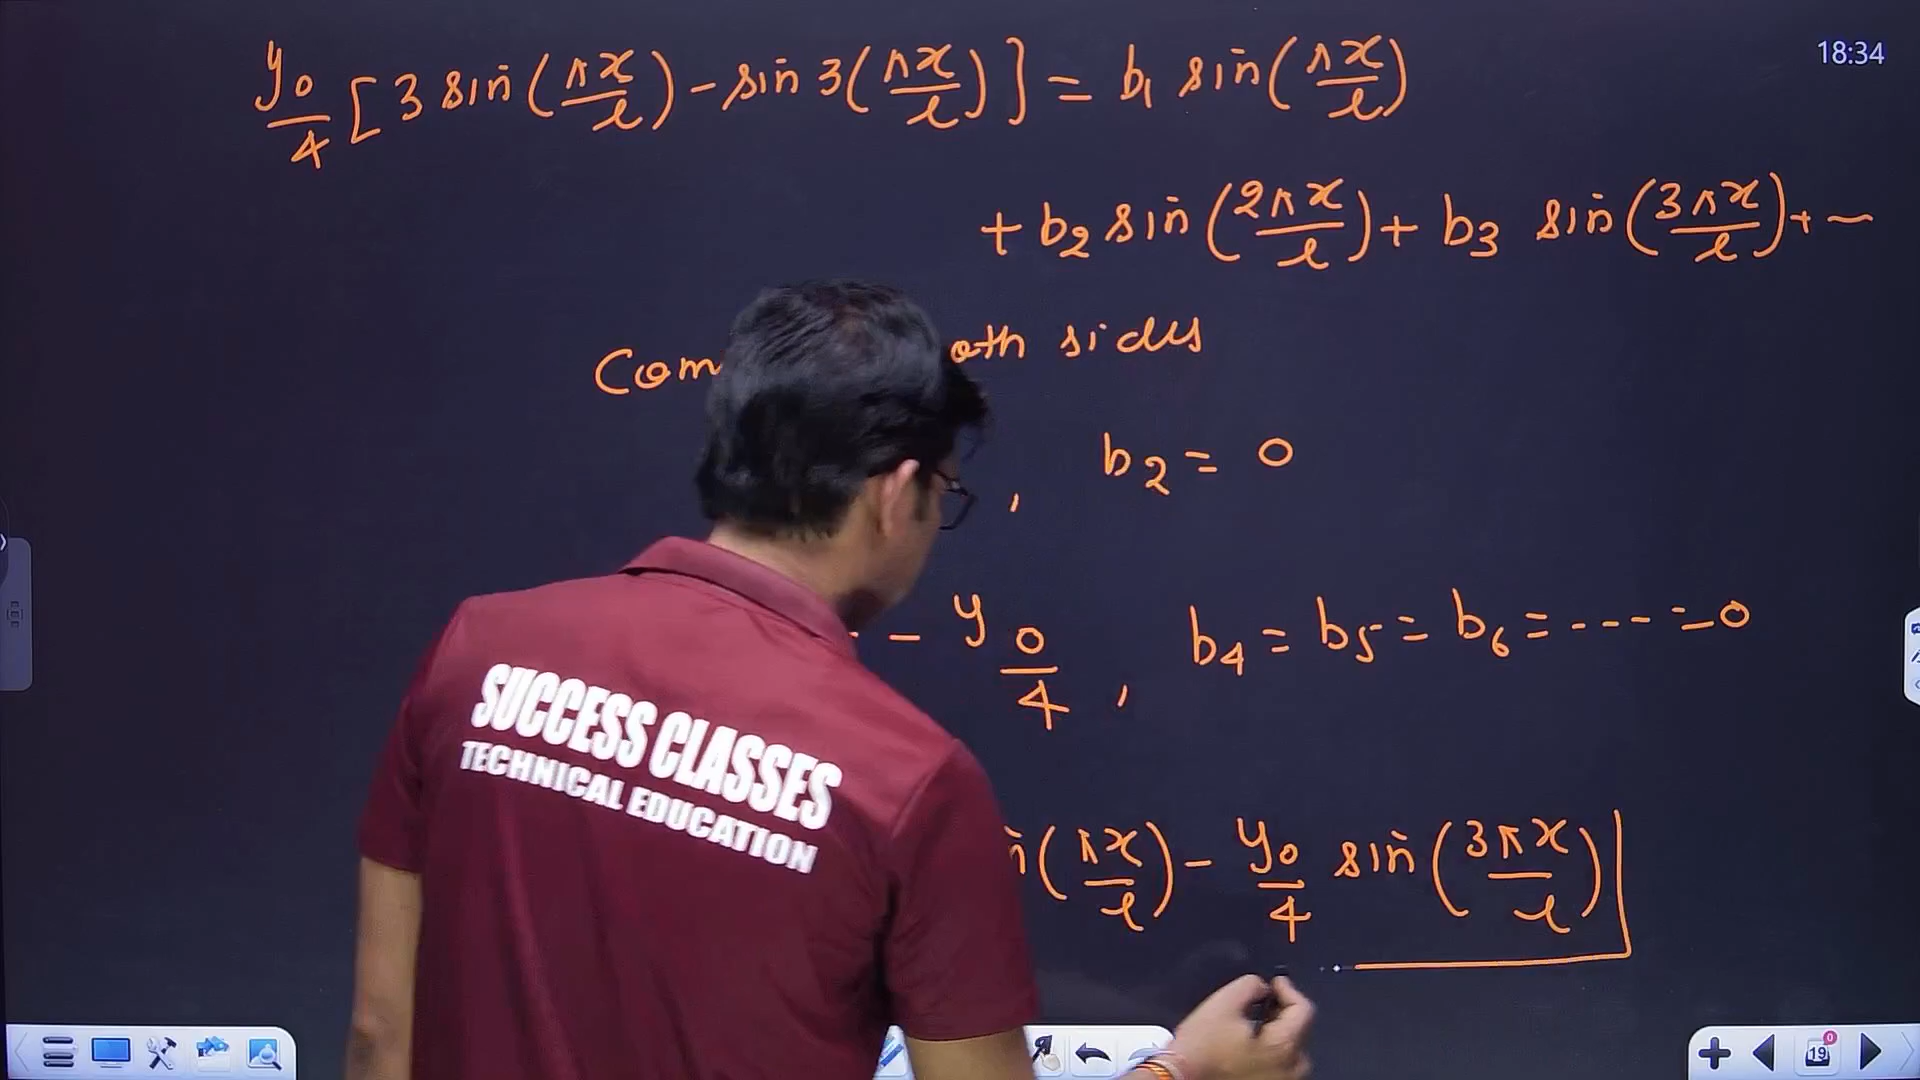 18:34
y0/4 [3 sin(πx/l) - sin 3(πx/l)] = b1 sin(πx/l)
+ b2 sin(2πx/l) + b3 sin(3πx/l) + --
sides
, b2 = 0
- y0/4 , b4 = b5 = b6 = ---- = 0
(πx/l) - y0/4 sin(3πx/l)
SUCCESS CLASSES
TECHNICAL EDUCATION
19
0